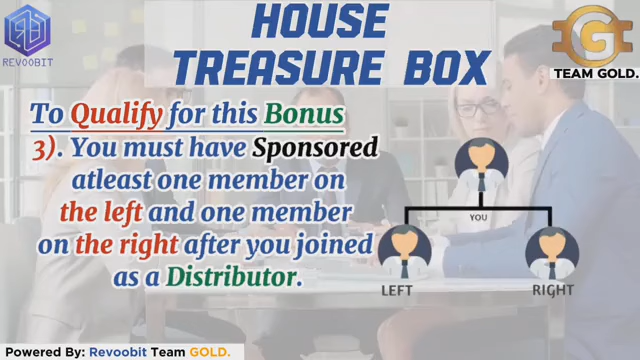 HOUSE
TREASURE BOX
REVOOBIT
TEAM GOLD.
To Qualify for this Bonus
3). You must have Sponsored
atleast one member on
the left and one member
on the right after you joined
as a Distributor.
YOU
LEFT
RIGHT
Powered By: Revoobit Team GOLD.